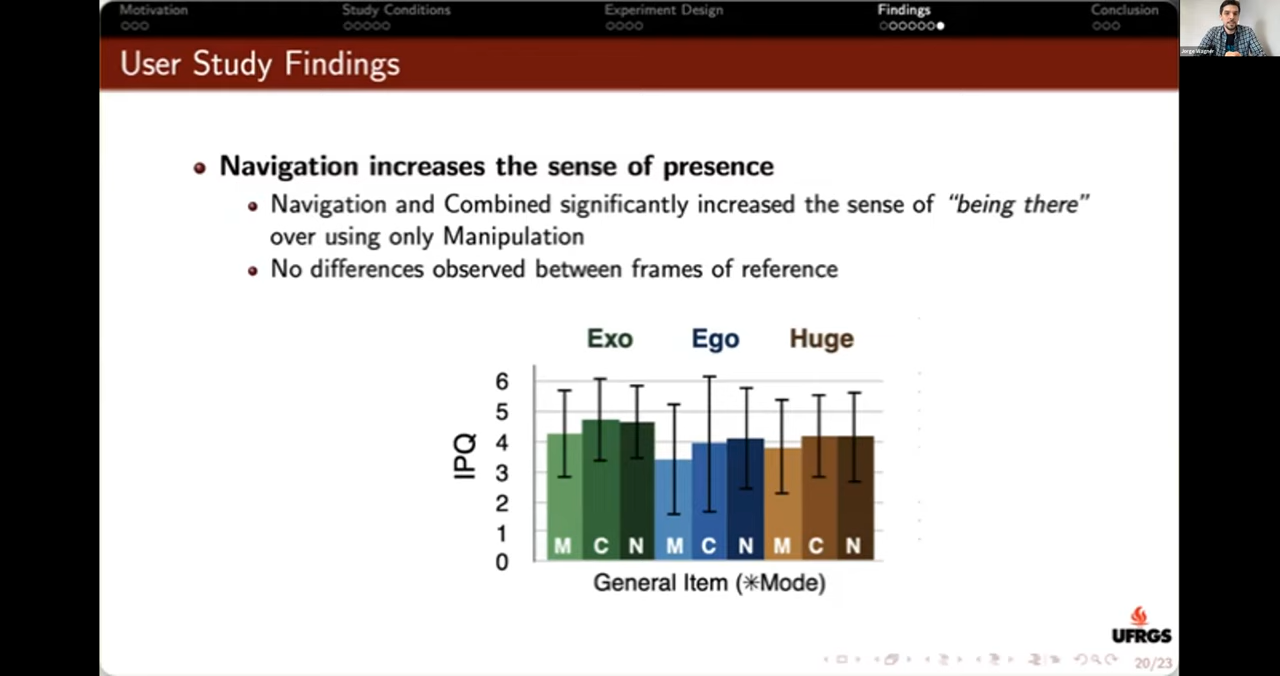 Motivation
Study Conditions
Experiment Design
Findings
Conclusion
Jorge Wagner
User Study Findings
Navigation increases the sense of presence
Navigation and Combined significantly increased the sense of “being there”
over using only Manipulation
No differences observed between frames of reference
Exo Ego Huge
6
5
4
3
2
1
0
IPQ
M C N M C N M C N
General Item (✳Mode)
UFRGS
20/23